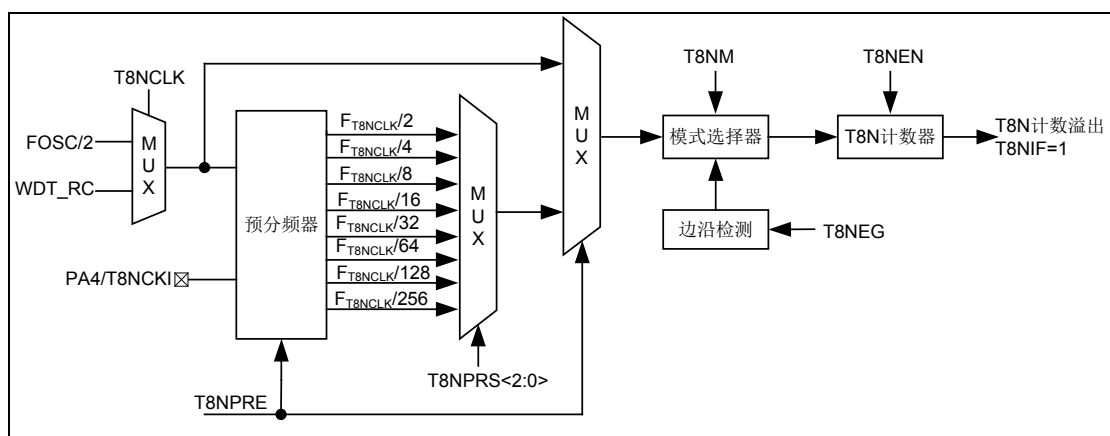 T8NCLK
FOSC/2
WDT_RC
MUX
PA4/T8NCKI
预分频器
F_T8NCLK/2
F_T8NCLK/4
F_T8NCLK/8
F_T8NCLK/16
F_T8NCLK/32
F_T8NCLK/64
F_T8NCLK/128
F_T8NCLK/256
MUX
T8NPRS<2:0>
T8NPRE
MUX
T8NM
模式选择器
边沿检测
T8NEG
T8NEN
T8N计数器
T8N计数溢出
T8NIF=1